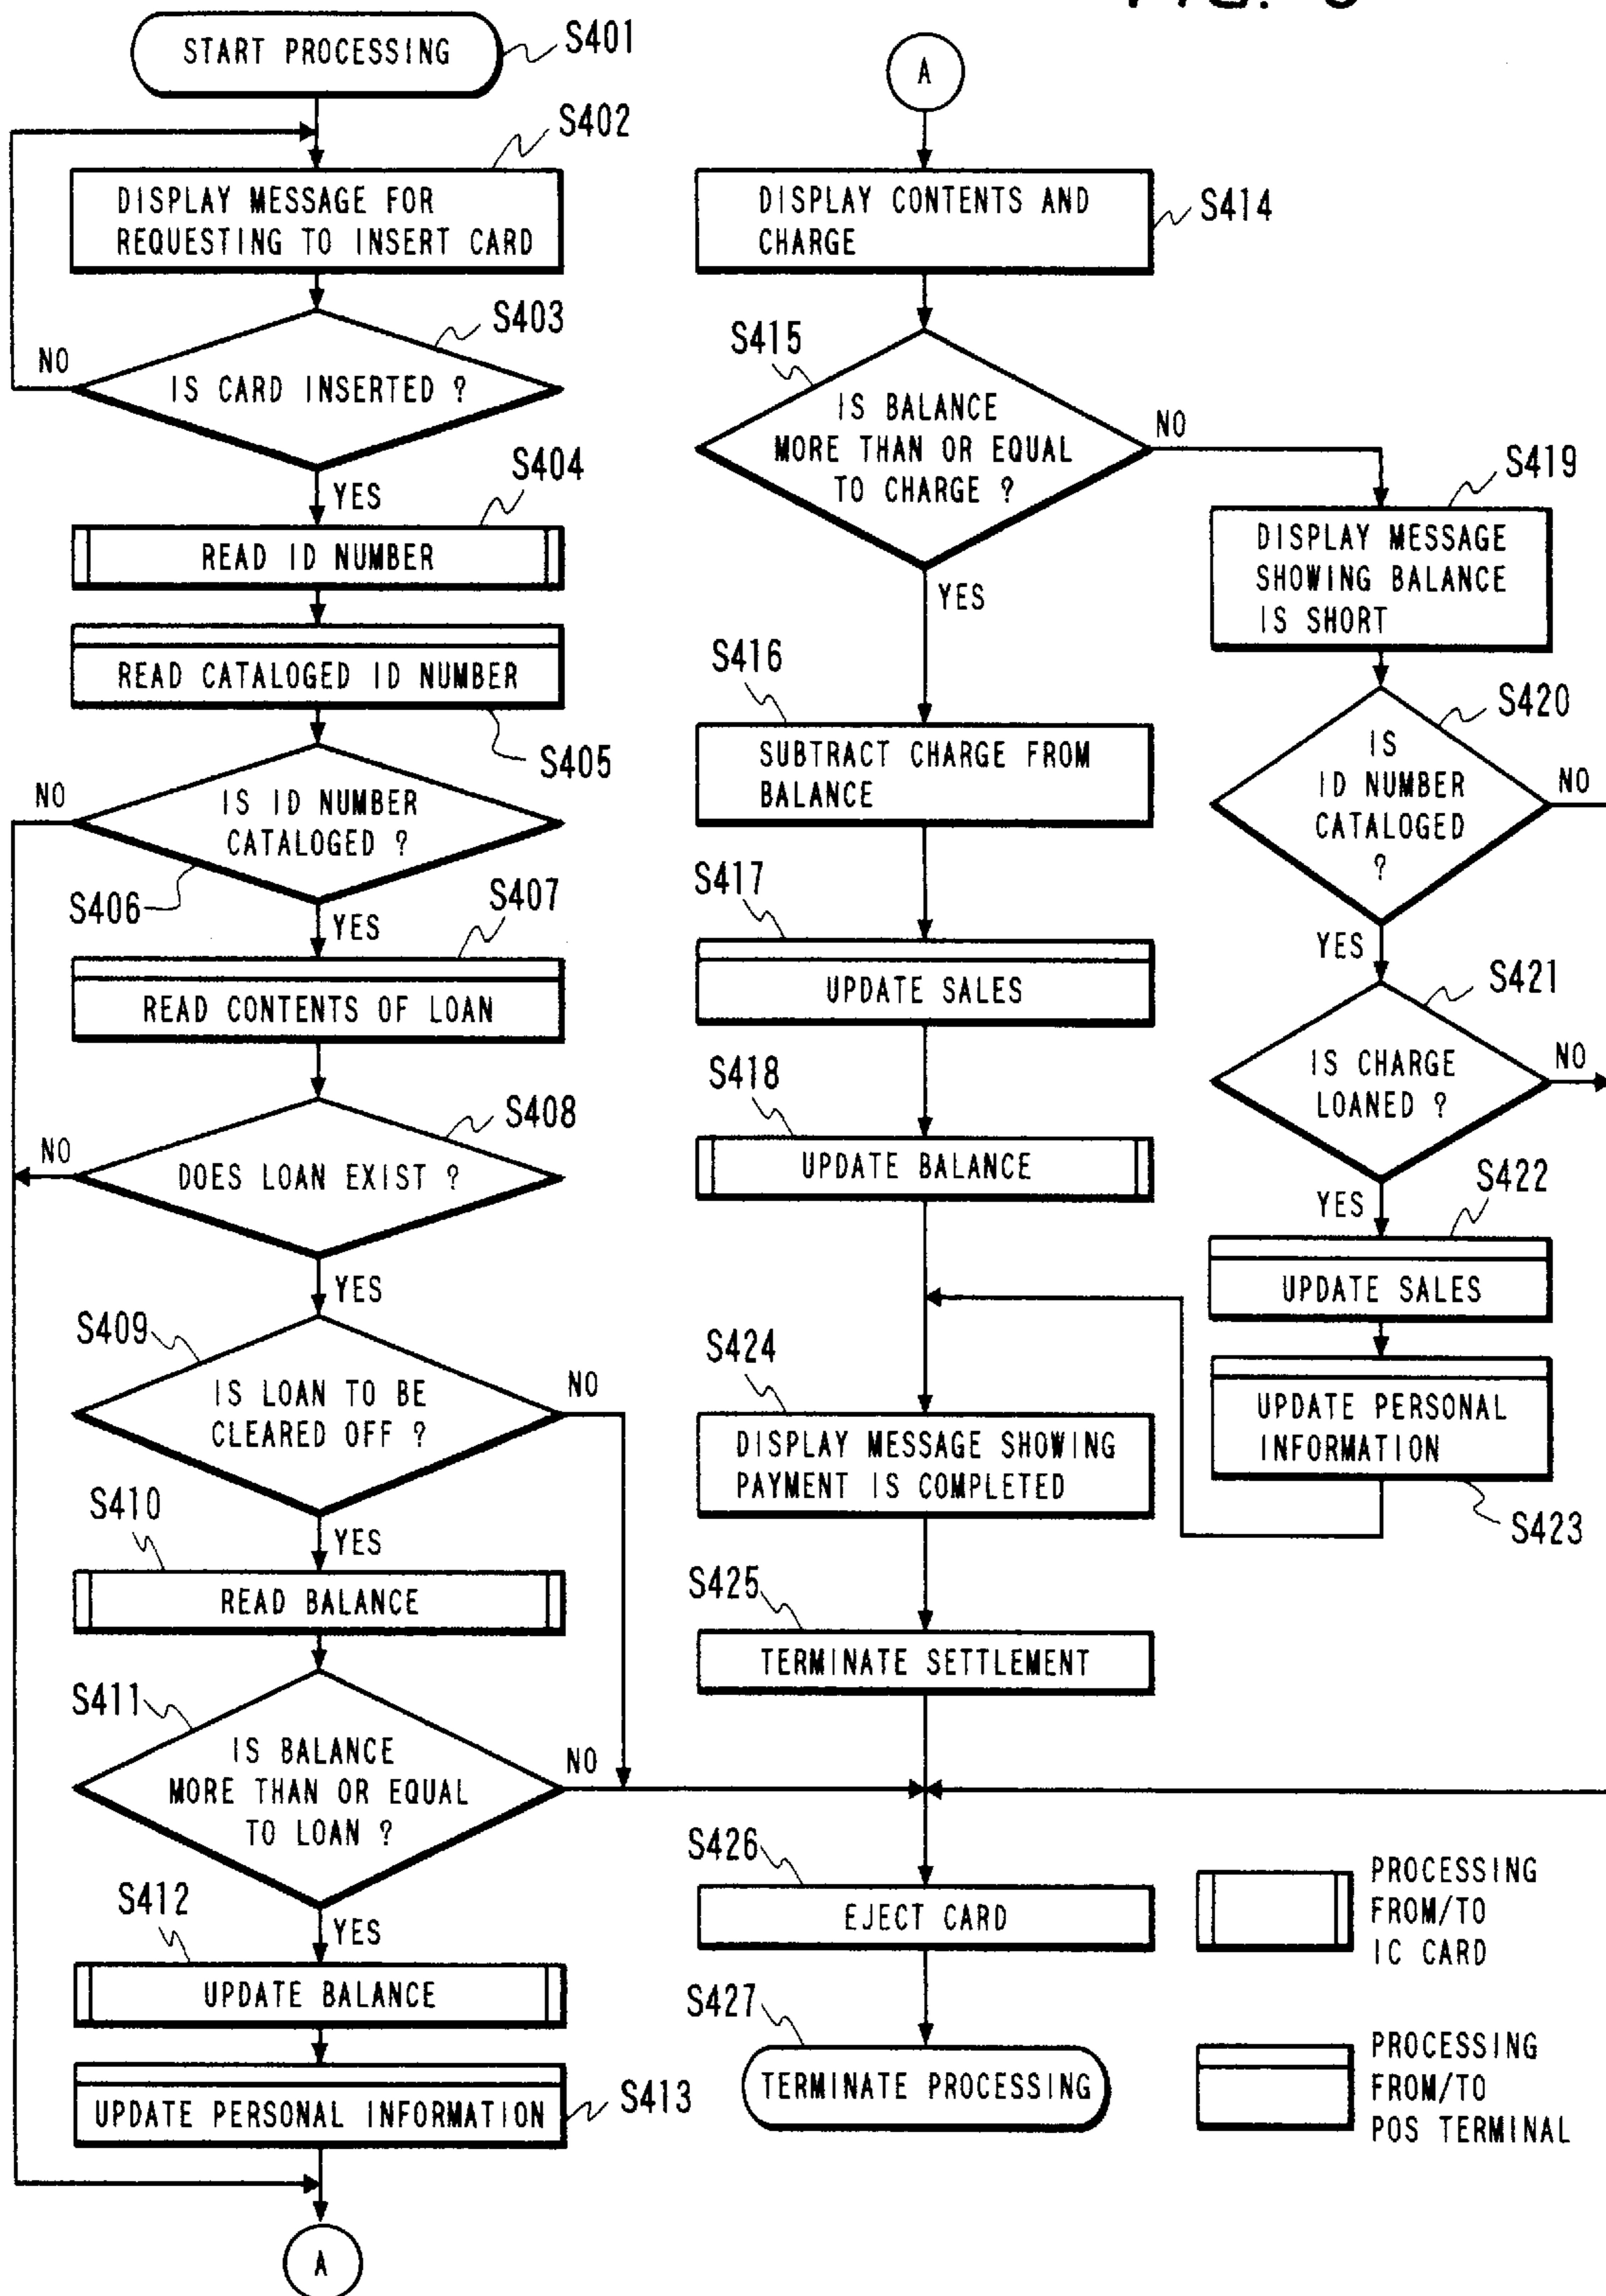 START PROCESSING
S401
S402
DISPLAY MESSAGE FOR
REQUESTING TO INSERT CARD
S403
NO
IS CARD INSERTED ?
YES
S404
READ ID NUMBER
READ CATALOGED ID NUMBER
S405
NO
IS ID NUMBER
CATALOGED ?
S406
YES
S407
READ CONTENTS OF LOAN
S408
NO
DOES LOAN EXIST ?
YES
S409
IS LOAN TO BE
CLEARED OFF ?
NO
S410
YES
READ BALANCE
S411
IS BALANCE
MORE THAN OR EQUAL
TO LOAN ?
NO
S412
YES
UPDATE BALANCE
UPDATE PERSONAL INFORMATION
S413
A
A
DISPLAY CONTENTS AND
CHARGE
S414
S415
IS BALANCE
MORE THAN OR EQUAL
TO CHARGE ?
NO
YES
S416
SUBTRACT CHARGE FROM
BALANCE
S417
UPDATE SALES
S418
UPDATE BALANCE
S424
DISPLAY MESSAGE SHOWING
PAYMENT IS COMPLETED
S425
TERMINATE SETTLEMENT
S426
EJECT CARD
S427
TERMINATE PROCESSING
S419
DISPLAY MESSAGE
SHOWING BALANCE
IS SHORT
S420
IS
ID NUMBER
CATALOGED
?
NO
YES
S421
IS CHARGE
LOANED ?
NO
YES
S422
UPDATE SALES
UPDATE PERSONAL
INFORMATION
S423
PROCESSING
FROM/TO
IC CARD
PROCESSING
FROM/TO
POS TERMINAL